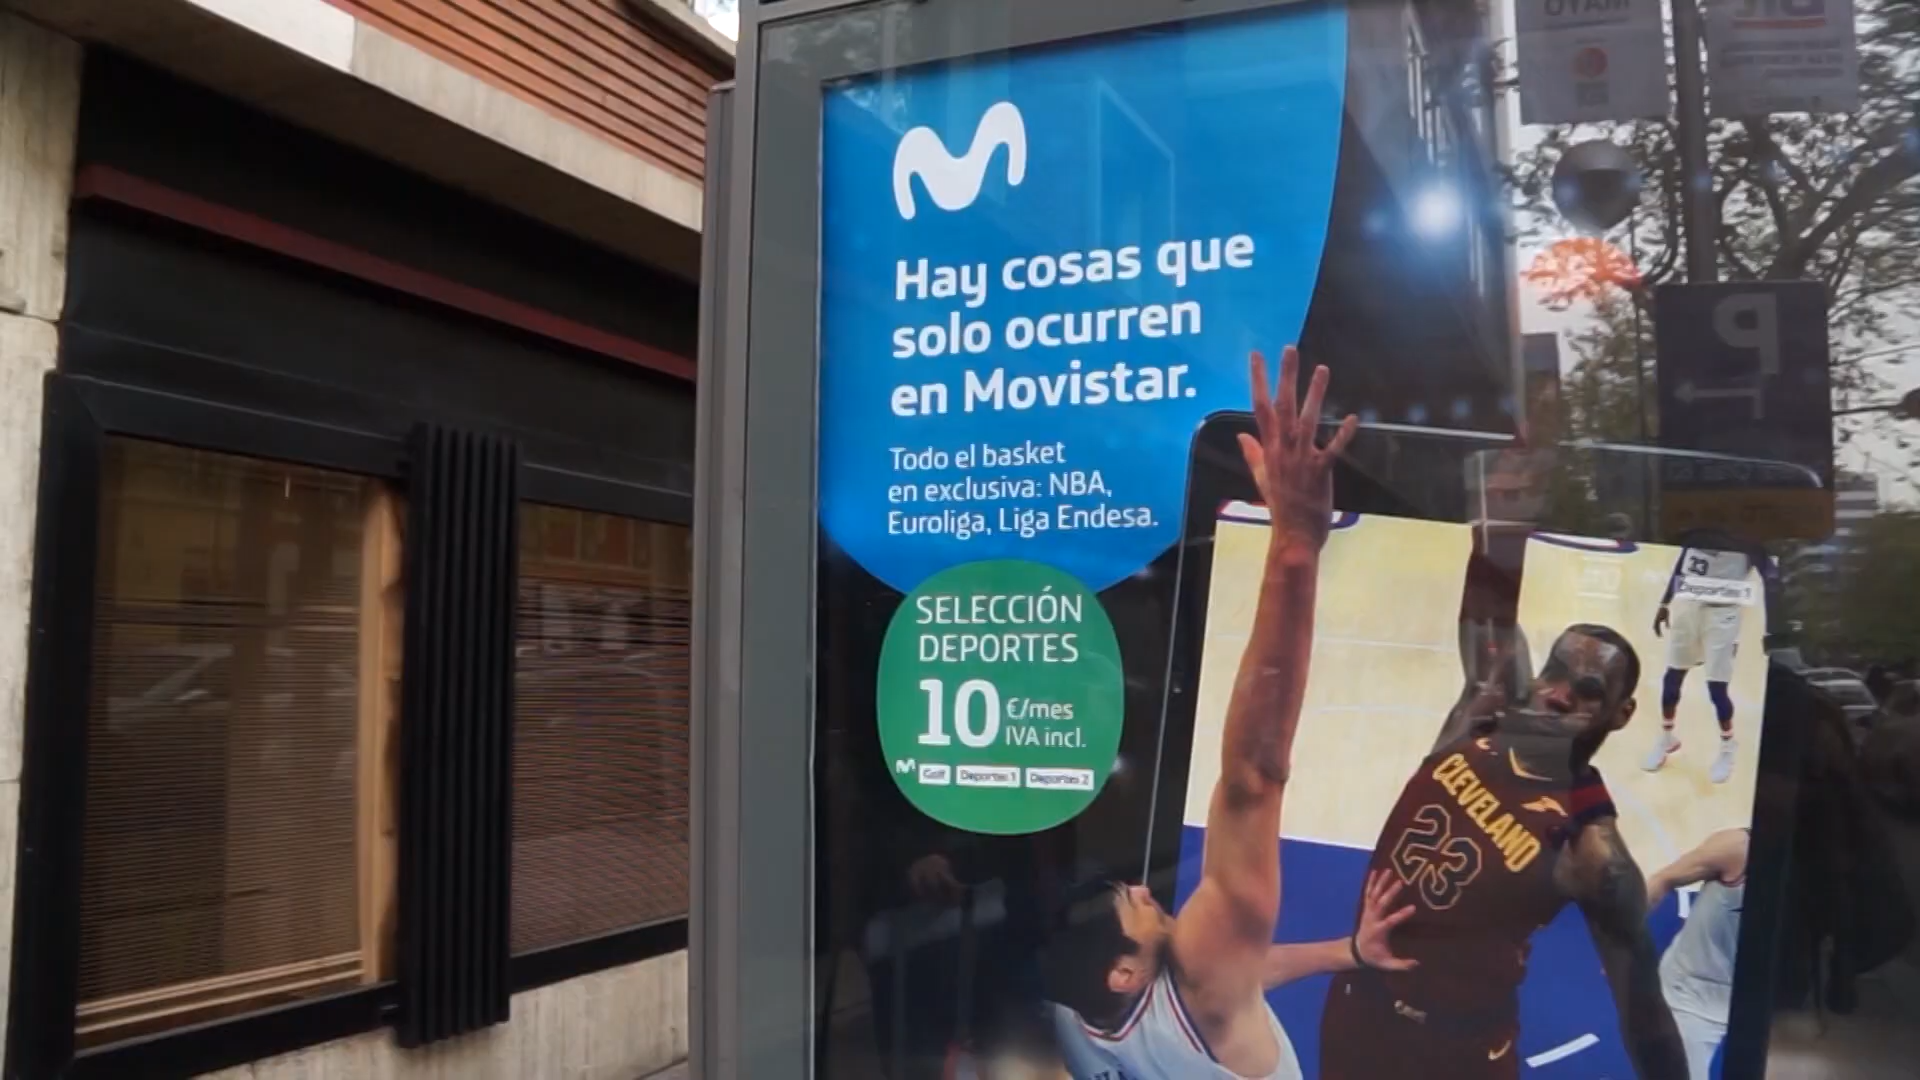 Hay cosas que
solo ocurren
en Movistar.
Todo el basket
en exclusiva: NBA,
Euroliga, Liga Endesa.
SELECCIÓN
DEPORTES
10 €/mes
IVA incl.
Golf Deportes 1 Deportes 2
33
Deportes 1
CLEVELAND
23
P